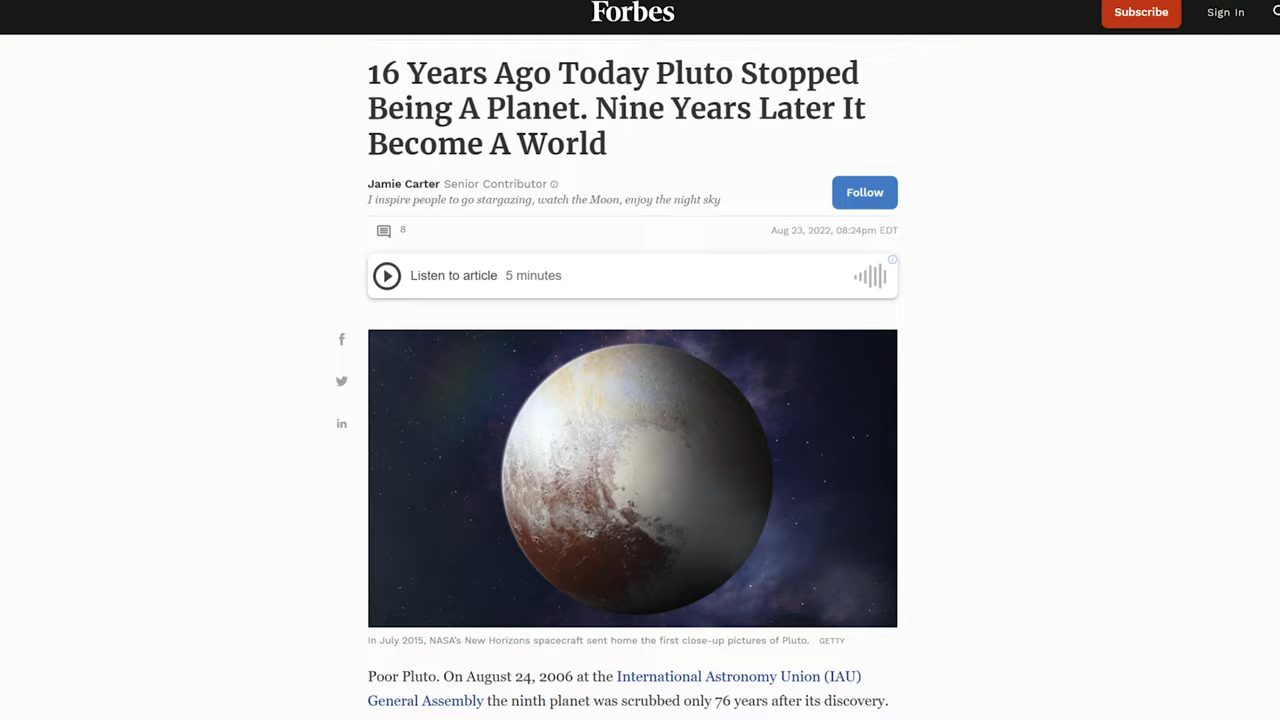 Forbes
Subscribe
Sign In
16 Years Ago Today Pluto Stopped
Being A Planet. Nine Years Later It
Become A World
Jamie Carter Senior Contributor
I inspire people to go stargazing, watch the Moon, enjoy the night sky
Follow
8
Aug 23, 2022, 08:24pm EDT
Listen to article 5 minutes
In July 2015, NASA's New Horizons spacecraft sent home the first close-up pictures of Pluto. GETTY
Poor Pluto. On August 24, 2006 at the International Astronomy Union (IAU)
General Assembly the ninth planet was scrubbed only 76 years after its discovery.